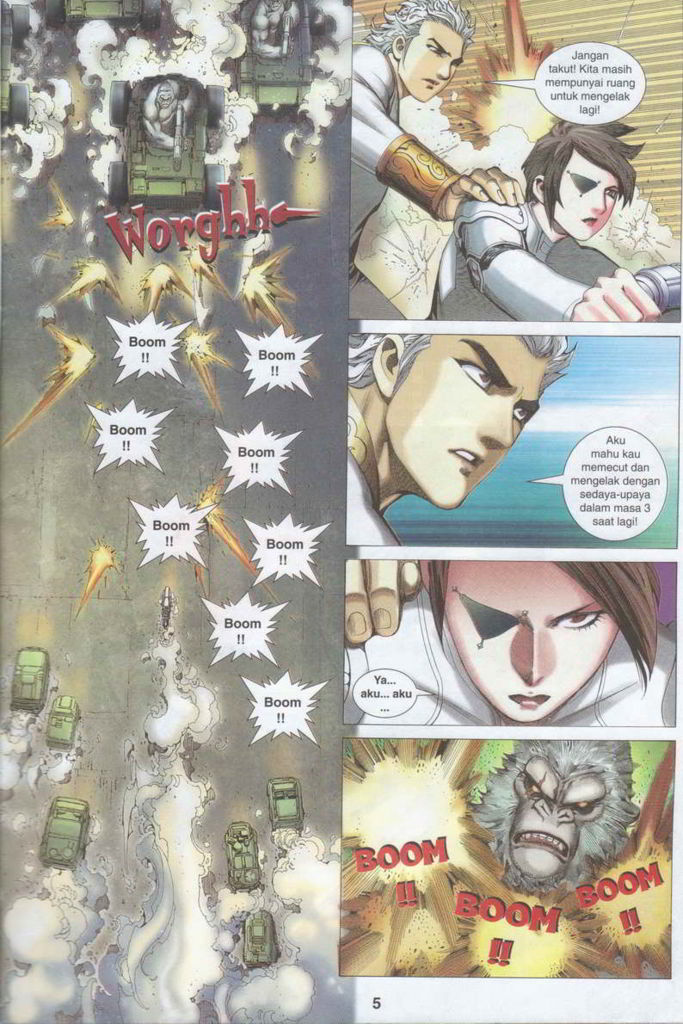 Worghh
Boom
!!
Boom
!!
Boom
!!
Boom
!!
Boom
!!
Boom
!!
Boom
!!
Boom
!!
Jangan
takut! Kita masih
mempunyai ruang
untuk mengelak
lagi!
Aku
mahu kau
memecut dan
mengelak dengan
sedaya-upaya
dalam masa 3
saat lagi!
Ya...
aku... aku
...
BOOM
!!
BOOM
!!
BOOM
!!
5